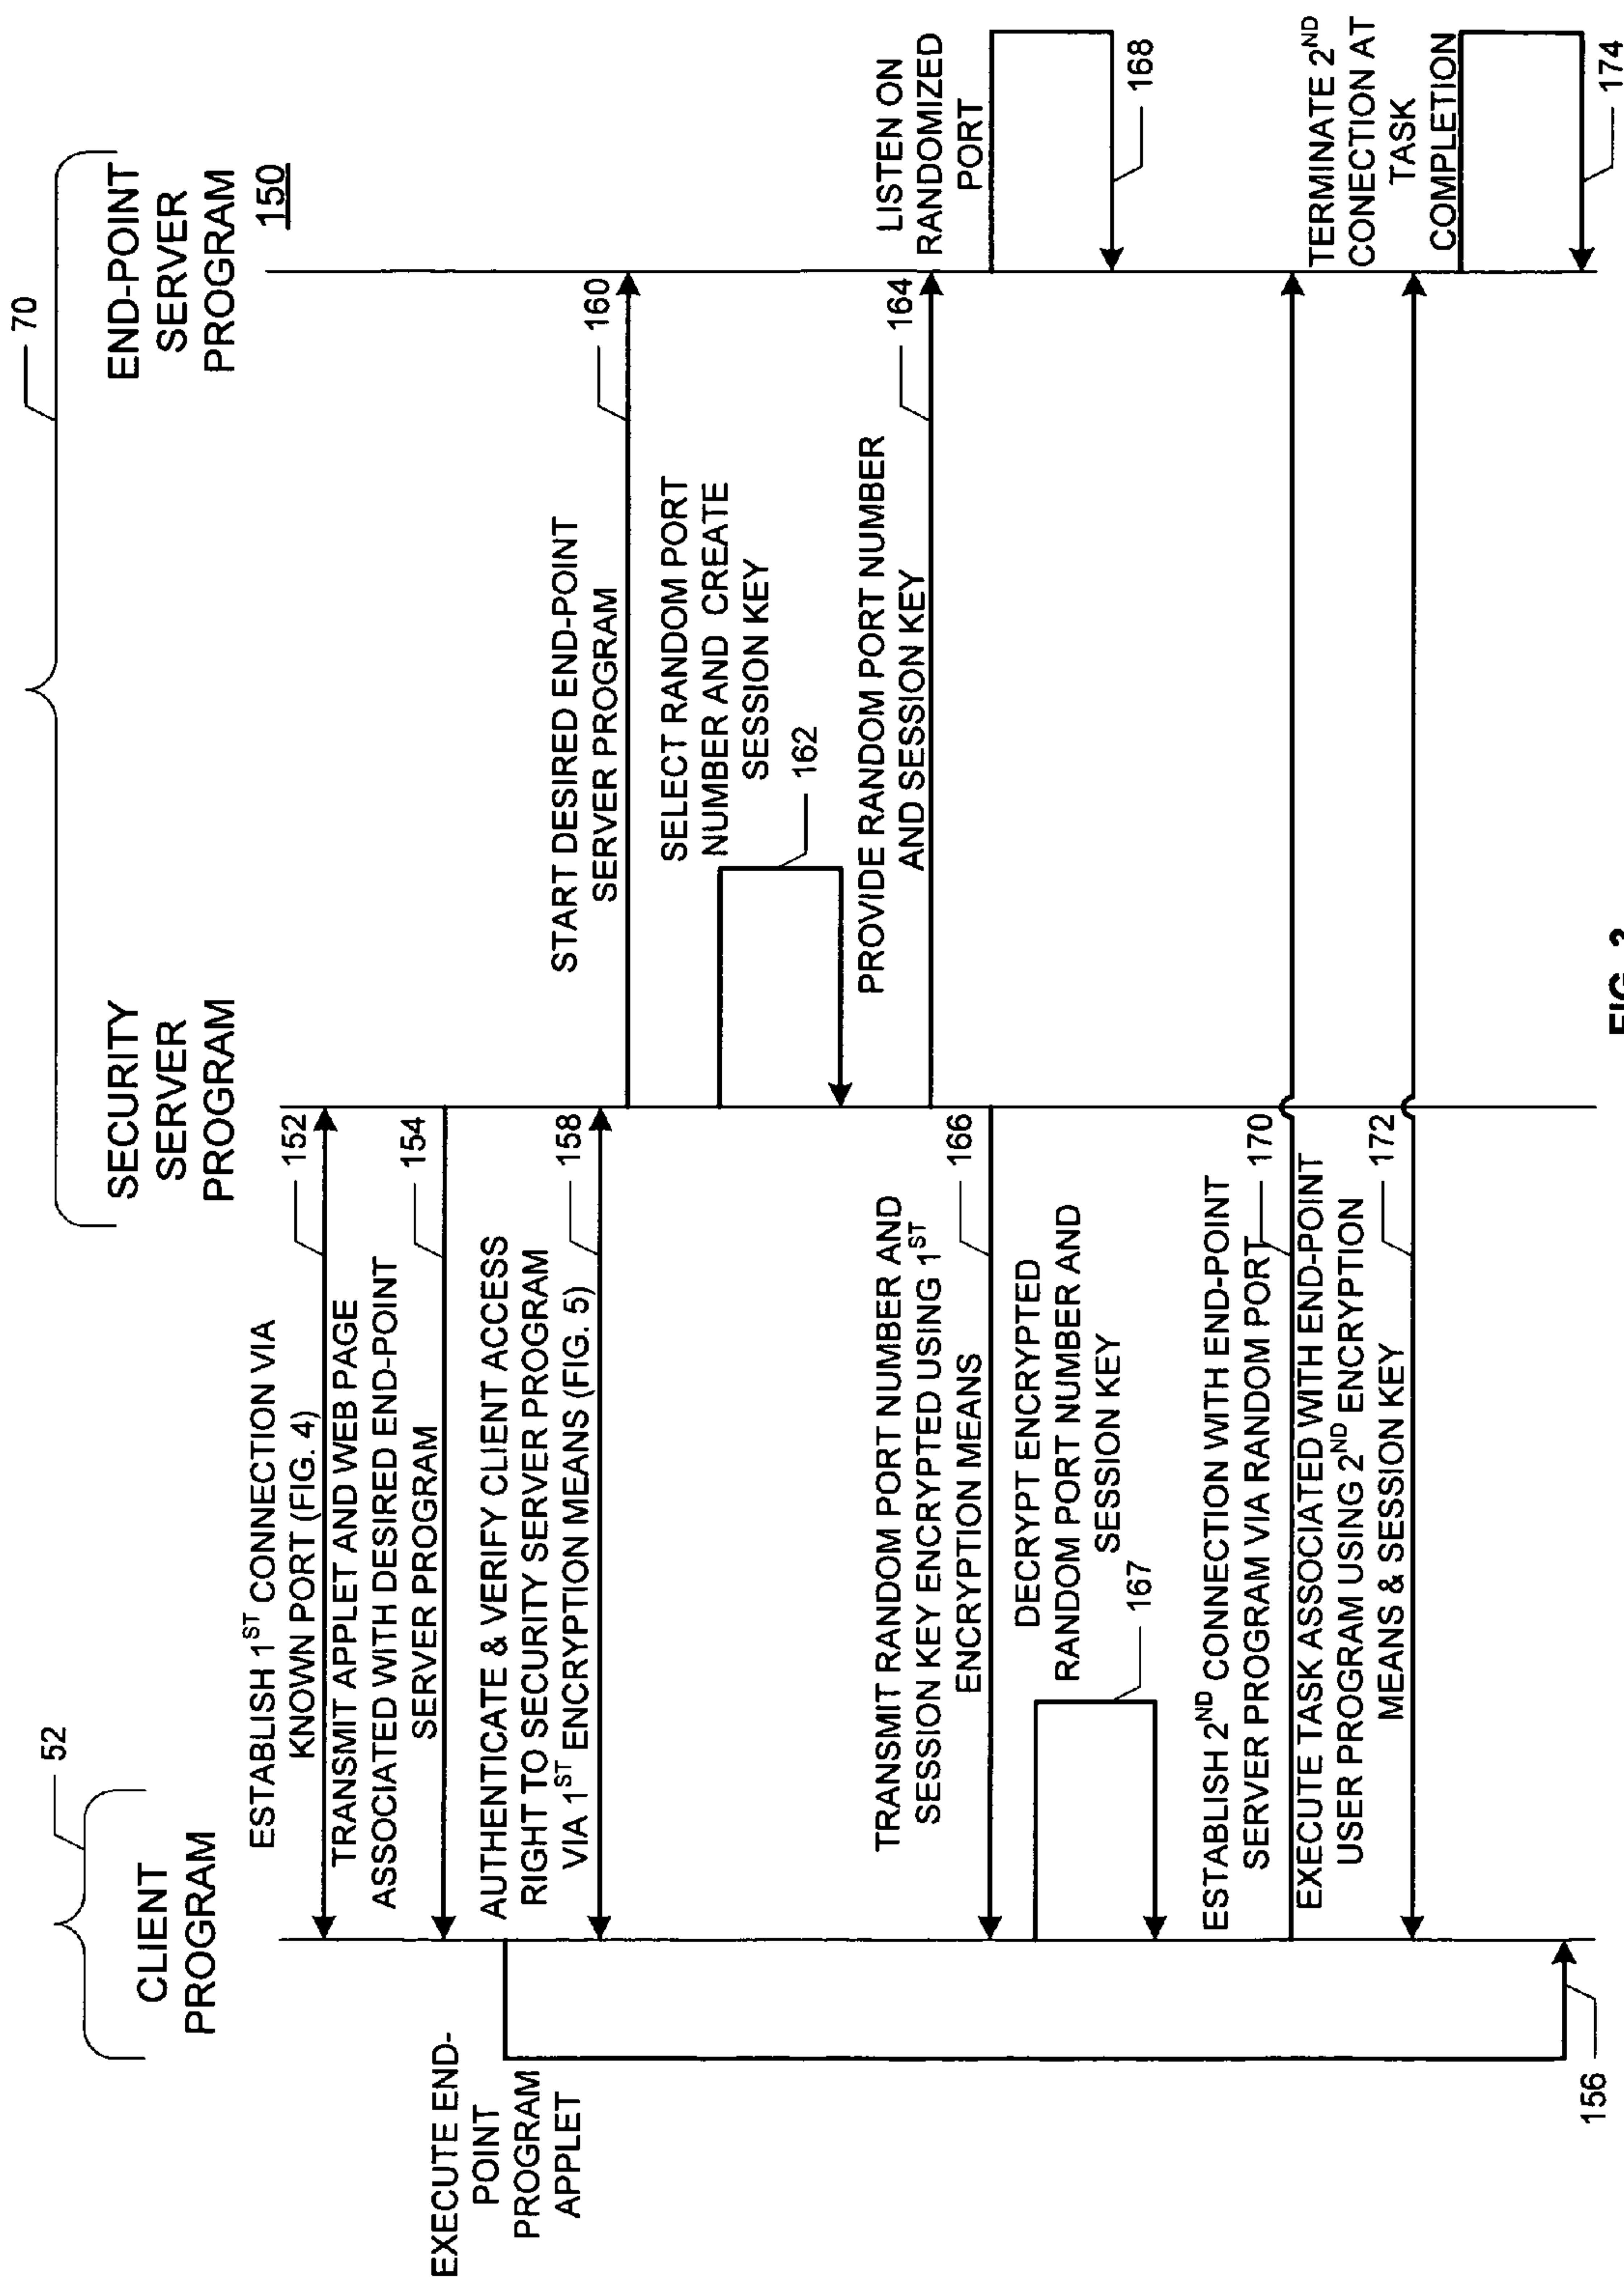 52
CLIENT
PROGRAM
70
SECURITY
SERVER
PROGRAM
END-POINT
SERVER
PROGRAM
150
ESTABLISH 1ST CONNECTION VIA
KNOWN PORT (FIG. 4)
152
TRANSMIT APPLET AND WEB PAGE
ASSOCIATED WITH DESIRED END-POINT
SERVER PROGRAM
154
EXECUTE END-
POINT
PROGRAM
APPLET
156
AUTHENTICATE & VERIFY CLIENT ACCESS
RIGHT TO SECURITY SERVER PROGRAM
VIA 1ST ENCRYPTION MEANS (FIG. 5)
158
START DESIRED END-POINT
SERVER PROGRAM
160
SELECT RANDOM PORT
NUMBER AND CREATE
SESSION KEY
162
PROVIDE RANDOM PORT NUMBER
AND SESSION KEY
164
TRANSMIT RANDOM PORT NUMBER AND
SESSION KEY ENCRYPTED USING 1ST
ENCRYPTION MEANS
166
DECRYPT ENCRYPTED
RANDOM PORT NUMBER AND
SESSION KEY
167
LISTEN ON
RANDOMIZED
PORT
168
ESTABLISH 2ND CONNECTION WITH END-POINT
SERVER PROGRAM VIA RANDOM PORT
170
EXECUTE TASK ASSOCIATED WITH END-POINT
USER PROGRAM USING 2ND ENCRYPTION
MEANS & SESSION KEY
172
TERMINATE 2ND
CONECTION AT
TASK
COMPLETION
174
FIG. 3